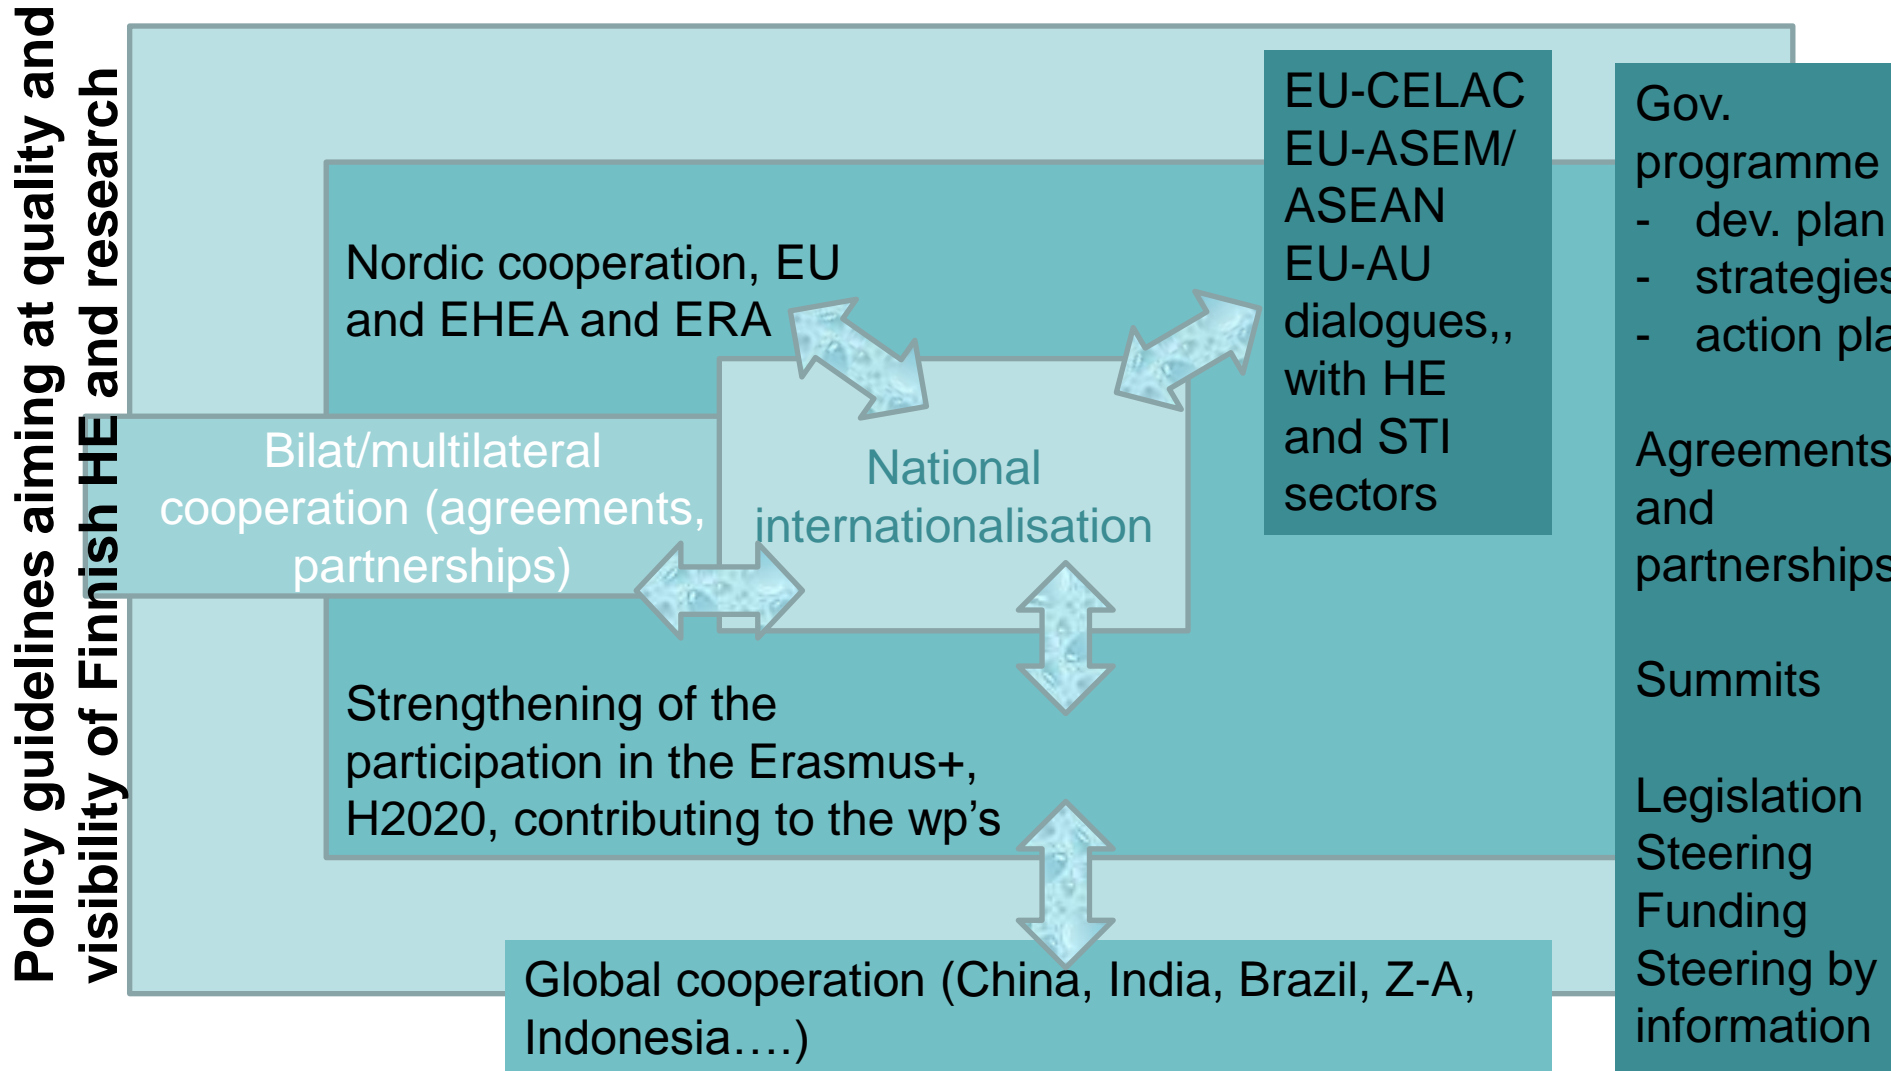 Policy guidelines aiming at quality and
visibility of Finnish HE and research
Nordic cooperation, EU
and EHEA and ERA
Bilat/multilateral
cooperation (agreements,
partnerships)
National
internationalisation
Strengthening of the
participation in the Erasmus+,
H2020, contributing to the wp’s
Global cooperation (China, India, Brazil, Z-A,
Indonesia….)
EU-CELAC
EU-ASEM/
ASEAN
EU-AU
dialogues,,
with HE
and STI
sectors
Gov.
programme
- dev. plan
- strategies
- action pla
Agreements
and
partnerships
Summits
Legislation
Steering
Funding
Steering by
information